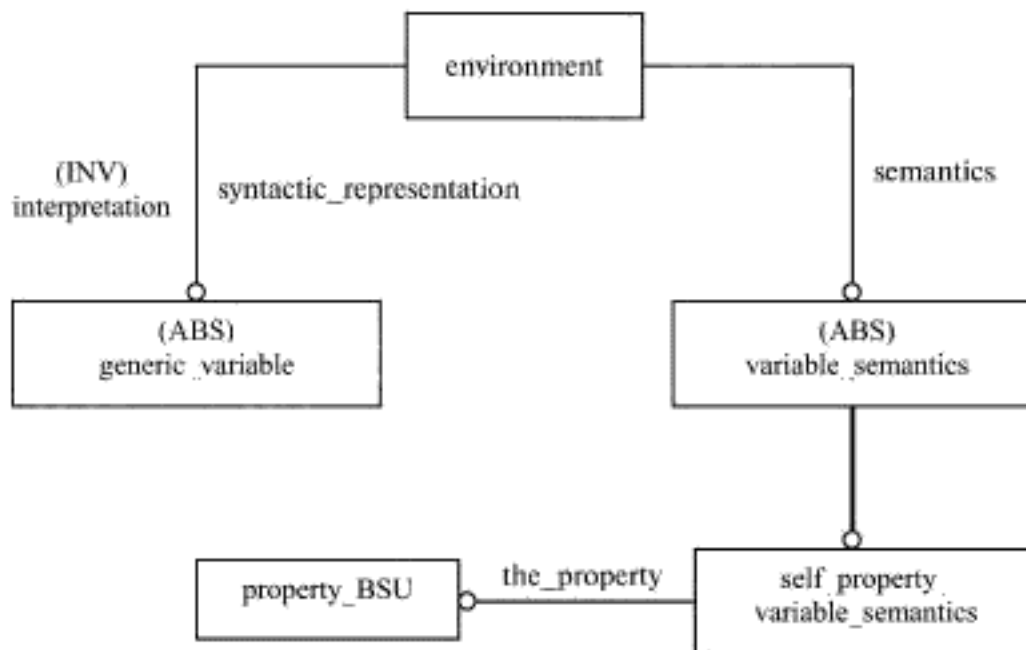 environment
(INV)
interpretation
syntactic_representation
semantics
(ABS)
generic_variable
(ABS)
variable_semantics
property_BSU
the_property
self_property
variable_semantics